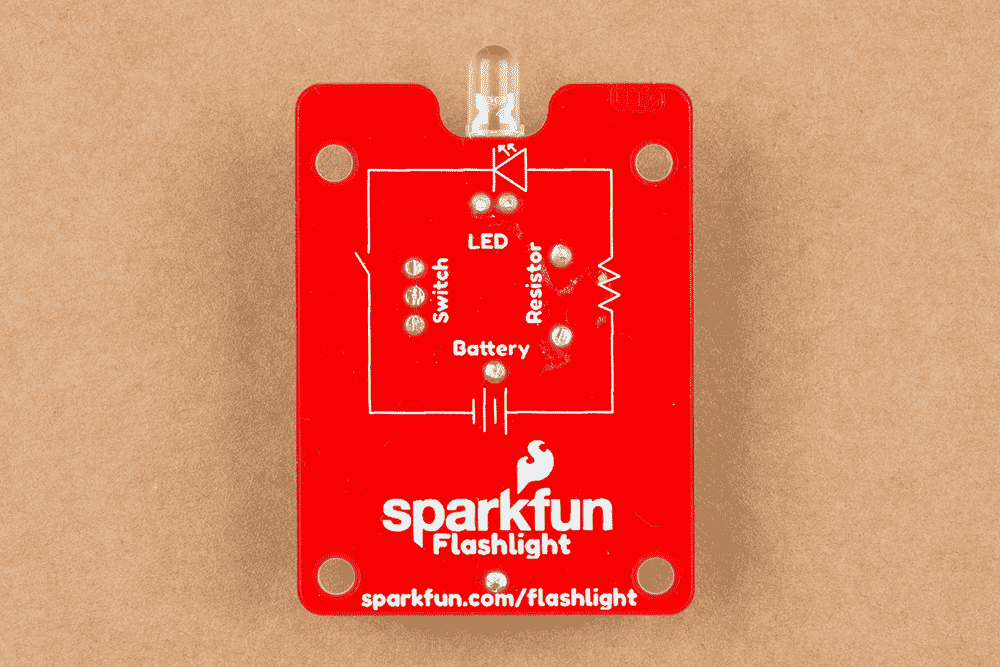 LED
Switch
Resistor
Battery
sparkfun
Flashlight
sparkfun.com/flashlight